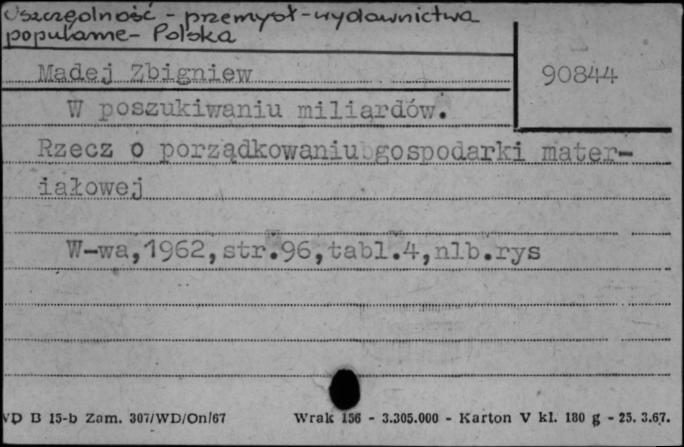 Oszczędność - przemysł - wydawnictwa
popularne - Polska
Madej Zbigniew
90844
W poszukiwaniu miliardów.
Rzecz o porządkowaniu gospodarki mater-
iałowej
W-wa,1962,str.96,tabl.4,nlb.rys
WD B 15-b Zam. 307/WD/On/67 Wrak 156 - 3.305.000 - Karton V kl. 180 g - 25. 3.67.